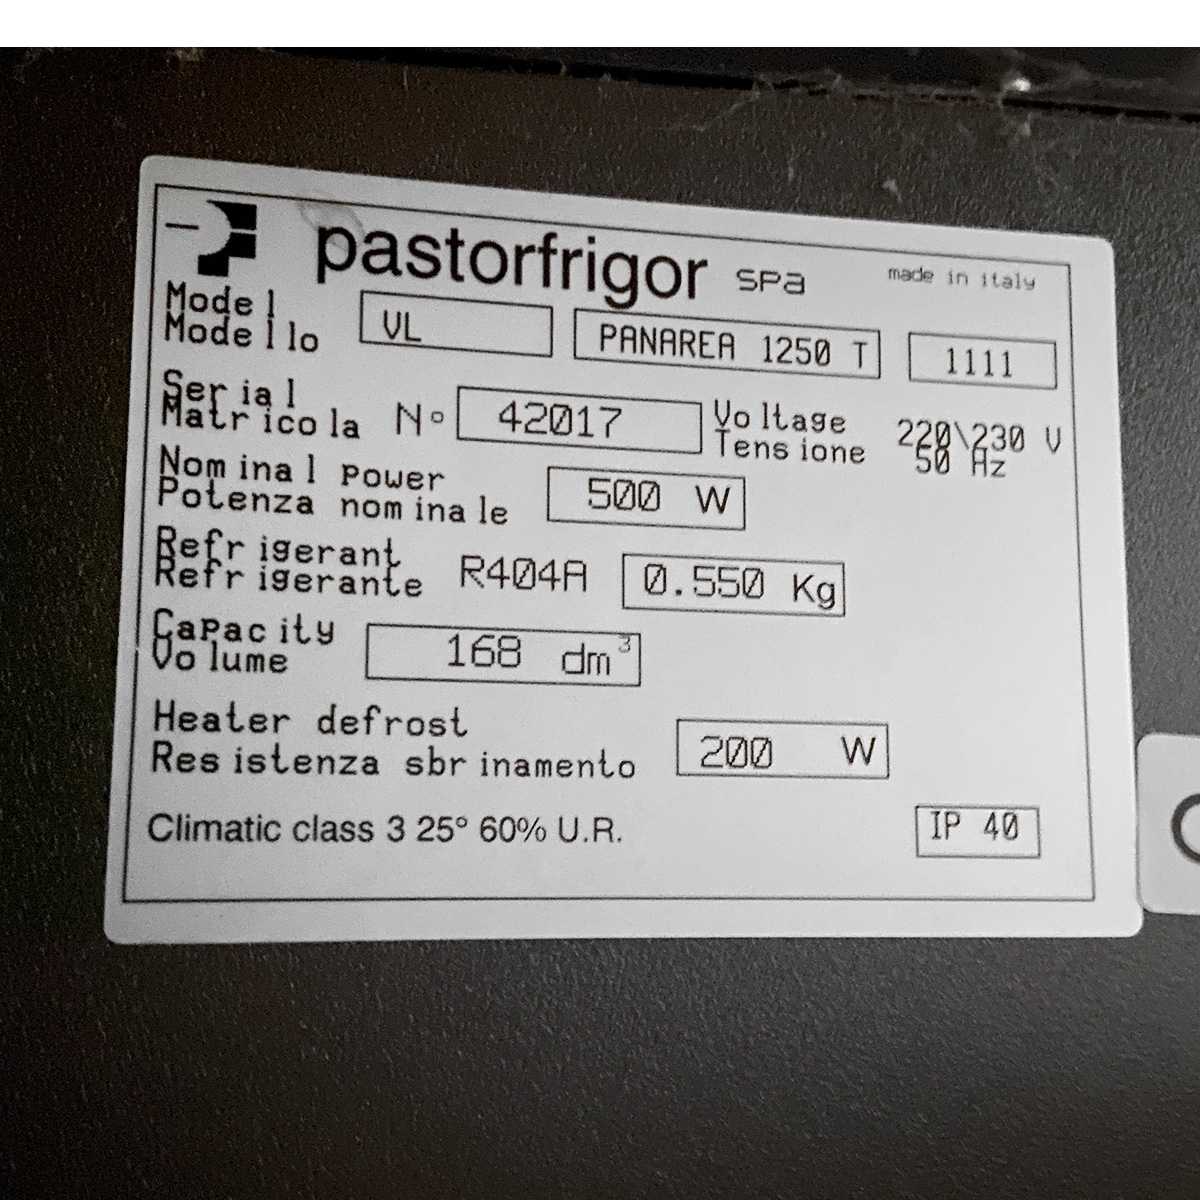 pastorfrigor spa made in italy
Model
Modello VL PANAREA 1250 T 1111
Serial
Matricola N° 42017 Voltage
Tensione 220\230 V
50 Hz
Nominal power
Potenza nominale 500 W
Refrigerant
Refrigerante R404A 0.550 Kg
Capacity
Volume 168 dm³
Heater defrost
Resistenza sbrinamento 200 W
Climatic class 3 25° 60% U.R. IP 40